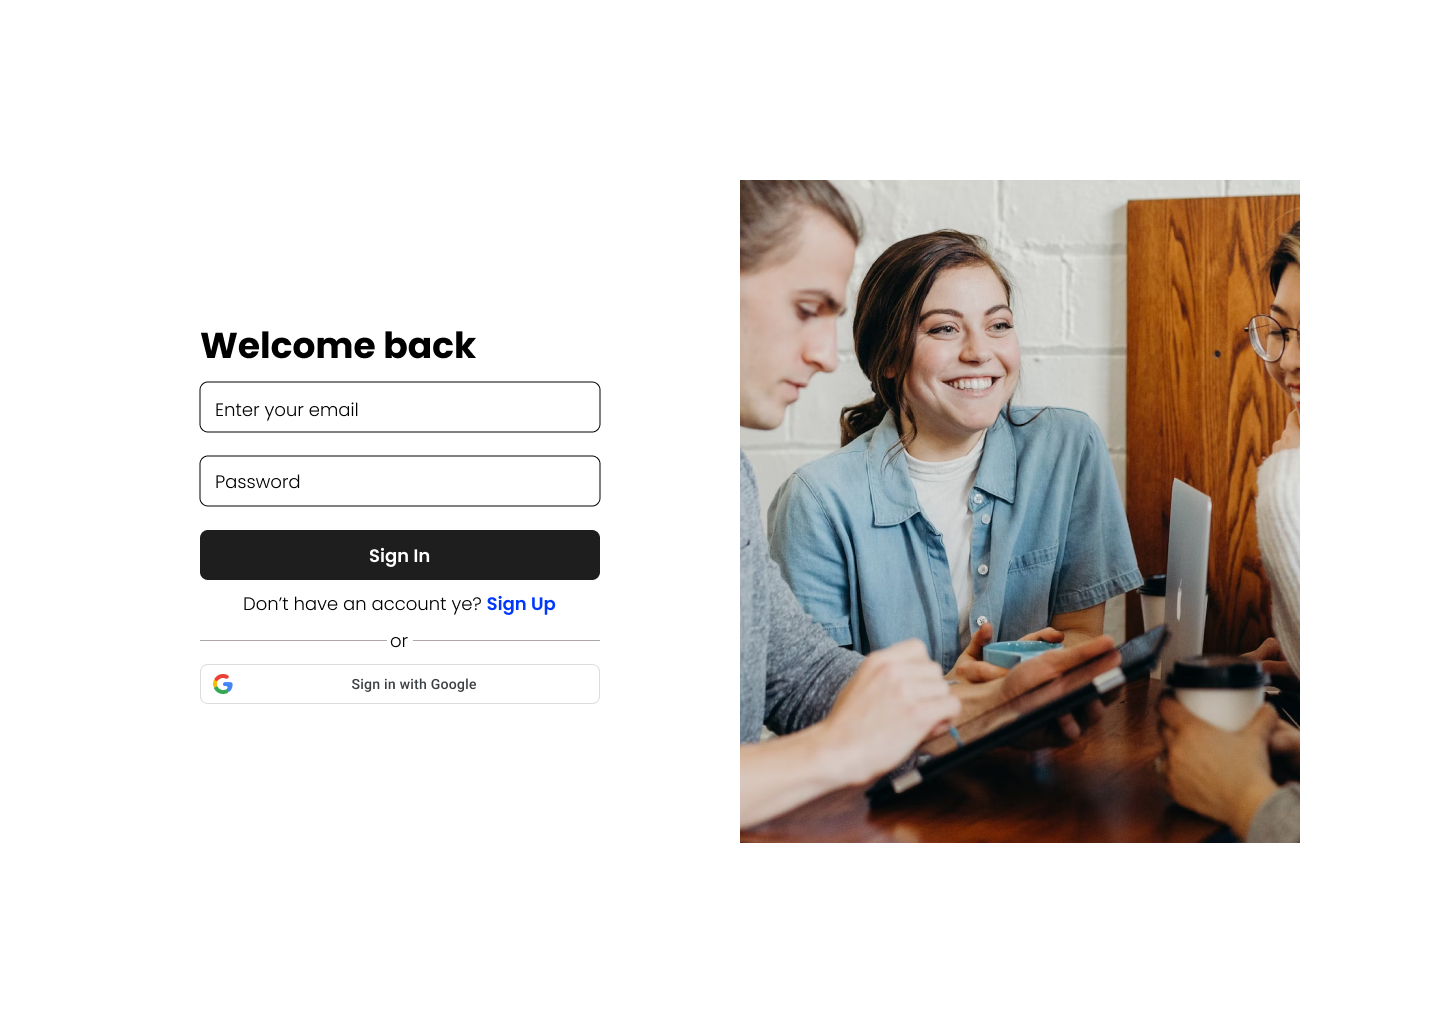 Welcome back
Enter your email
Password
Sign In
Don’t have an account ye? Sign Up
or
Sign in with Google